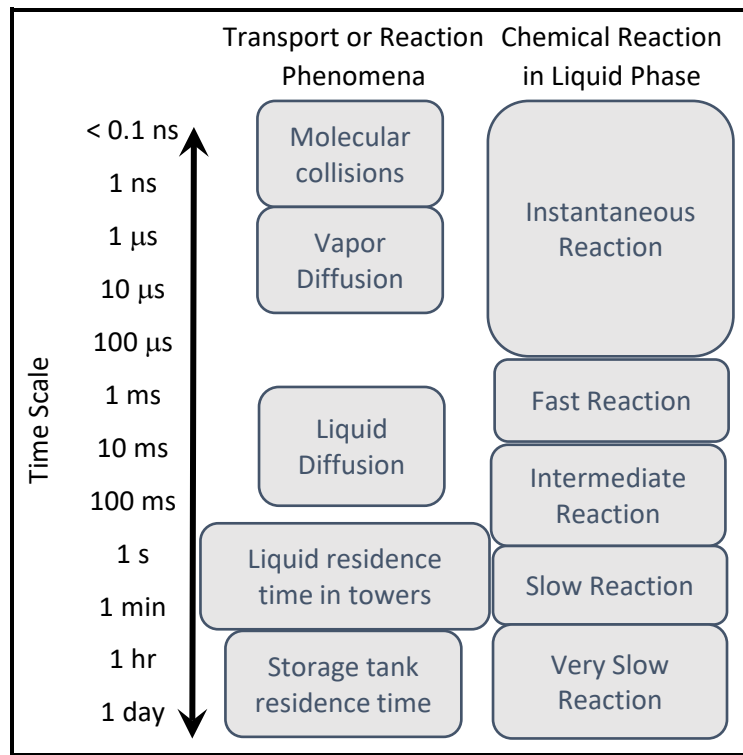 Transport or Reaction
Phenomena
Chemical Reaction
in Liquid Phase
Time Scale
< 0.1 ns
1 ns
1 μs
10 μs
100 μs
1 ms
10 ms
100 ms
1 s
1 min
1 hr
1 day
Molecular
collisions
Vapor
Diffusion
Liquid
Diffusion
Liquid residence
time in towers
Storage tank
residence time
Instantaneous
Reaction
Fast Reaction
Intermediate
Reaction
Slow Reaction
Very Slow
Reaction